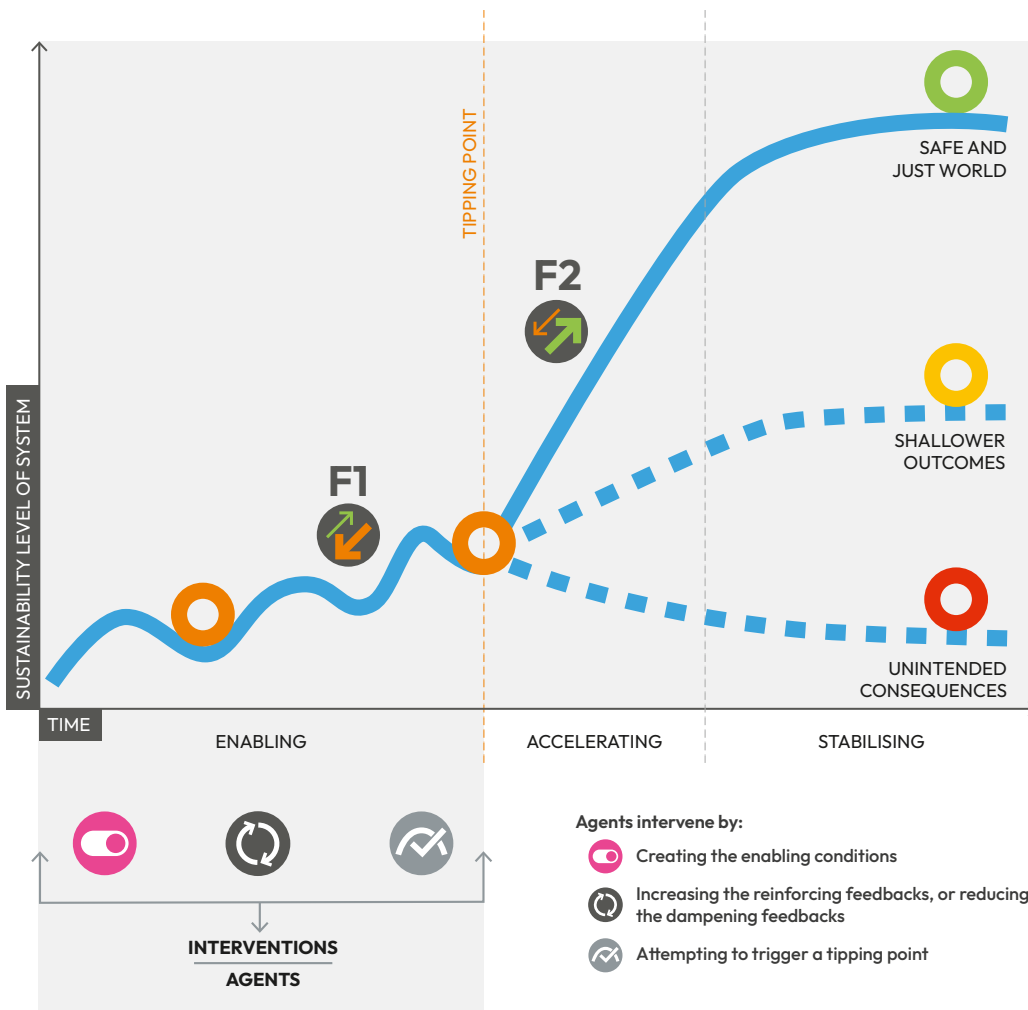 TIPPING POINT
SAFE AND
JUST WORLD
F2
SHALLOWER
OUTCOMES
F1
SUSTAINABILITY LEVEL OF SYSTEM
UNINTENDED
CONSEQUENCES
TIME
ENABLING
ACCELERATING
STABILISING
Agents intervene by:
Creating the enabling conditions
Increasing the reinforcing feedbacks, or reducing
the dampening feedbacks
Attempting to trigger a tipping point
INTERVENTIONS
AGENTS